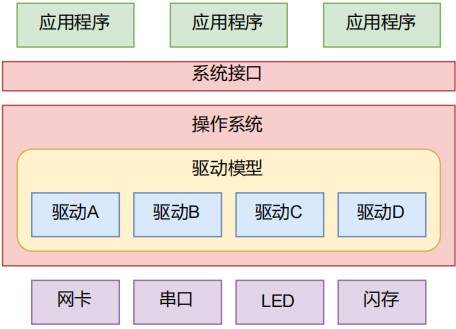 应用程序 应用程序 应用程序
系统接口
操作系统
驱动模型
驱动A 驱动B 驱动C 驱动D
网卡 串口 LED 闪存